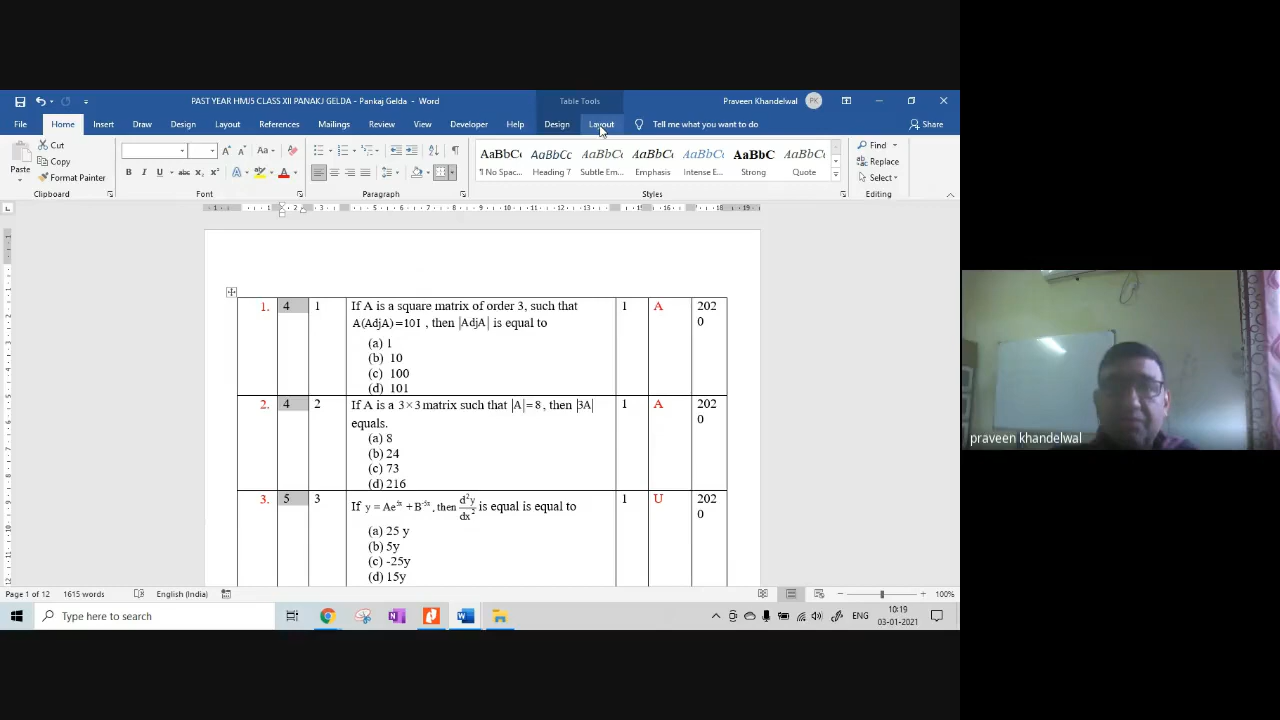 PAST YEAR HMJ5 CLASS XII PANAKJ GELDA - Pankaj Gelda - Word
Table Tools
Praveen Khandelwal
PK
File Home Insert Draw Design Layout References Mailings Review View Developer Help Design Layout Tell me what you want to do Share
Paste
Cut
Copy
Format Painter
Clipboard
Font
Paragraph
AaBbCc AaBbCc AaBbCc AaBbCc AaBbCc AaBbC AaBbCc
¶ No Spac... Heading 7 Subtle Em... Emphasis Intense E... Strong Quote
Styles
Find
Replace
Select
Editing
1. 4 1 If A is a square matrix of order 3, such that 1 A 202
A(AdjA) = 10I , then |AdjA| is equal to 0
(a) 1
(b) 10
(c) 100
(d) 101
2. 4 2 If A is a 3×3 matrix such that |A| = 8, then |3A| 1 A 202
equals. 0
(a) 8
(b) 24
(c) 73
(d) 216
3. 5 3 If y = Ae⁵ˣ + B⁻⁵ˣ, then d²y/dx² is equal is equal to 1 U 202
0
(a) 25 y
(b) 5y
(c) -25y
(d) 15y
praveen khandelwal
Page 1 of 12 1615 words English (India) 100%
Type here to search
ENG
10:19
03-01-2021